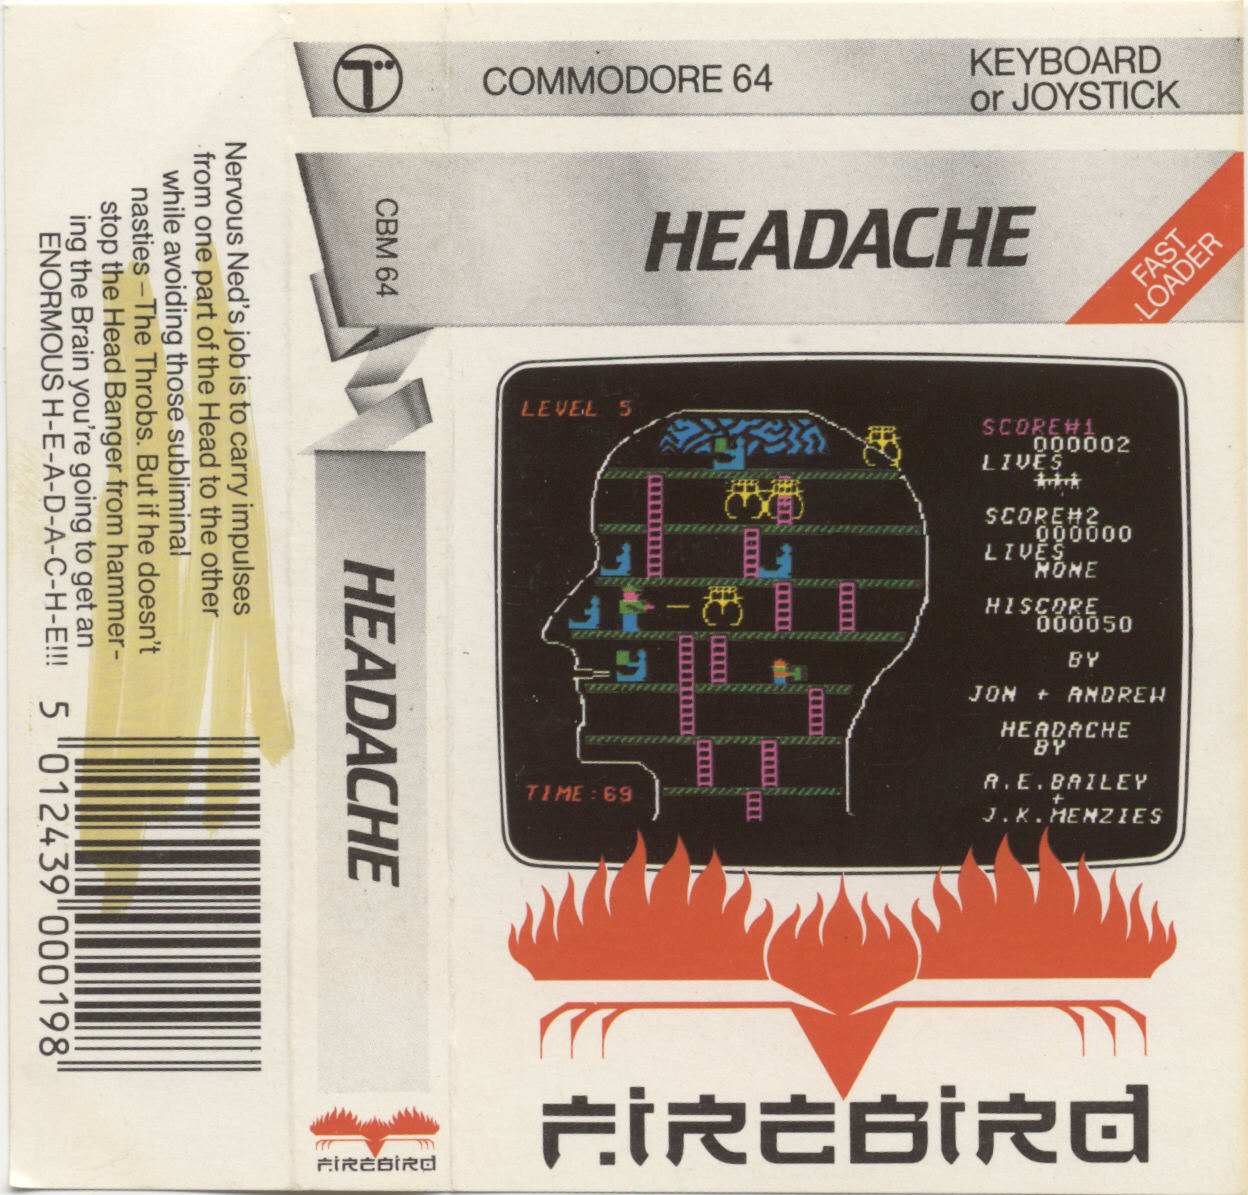 Nervous Ned's job is to carry impulses
from one part of the Head to the other
while avoiding those subliminal
nasties – The Throbs. But if he doesn't
stop the Head Banger from hammer-
ing the Brain you're going to get an
ENORMOUS H-E-A-D-A-C-H-E!!!
5 012439 000198
CBM 64
HEADACHE
FIREBIRD
COMMODORE 64
KEYBOARD
or JOYSTICK
HEADACHE
FAST
LOADER
LEVEL 5
SCORE#1
000002
LIVES
SCORE#2
000000
LIVES
NONE
HISCORE
000050
BY
JON + ANDREW
HEADACHE
BY
A.E.BAILEY
+
J.K.MENZIES
TIME:69
FIREBIRD